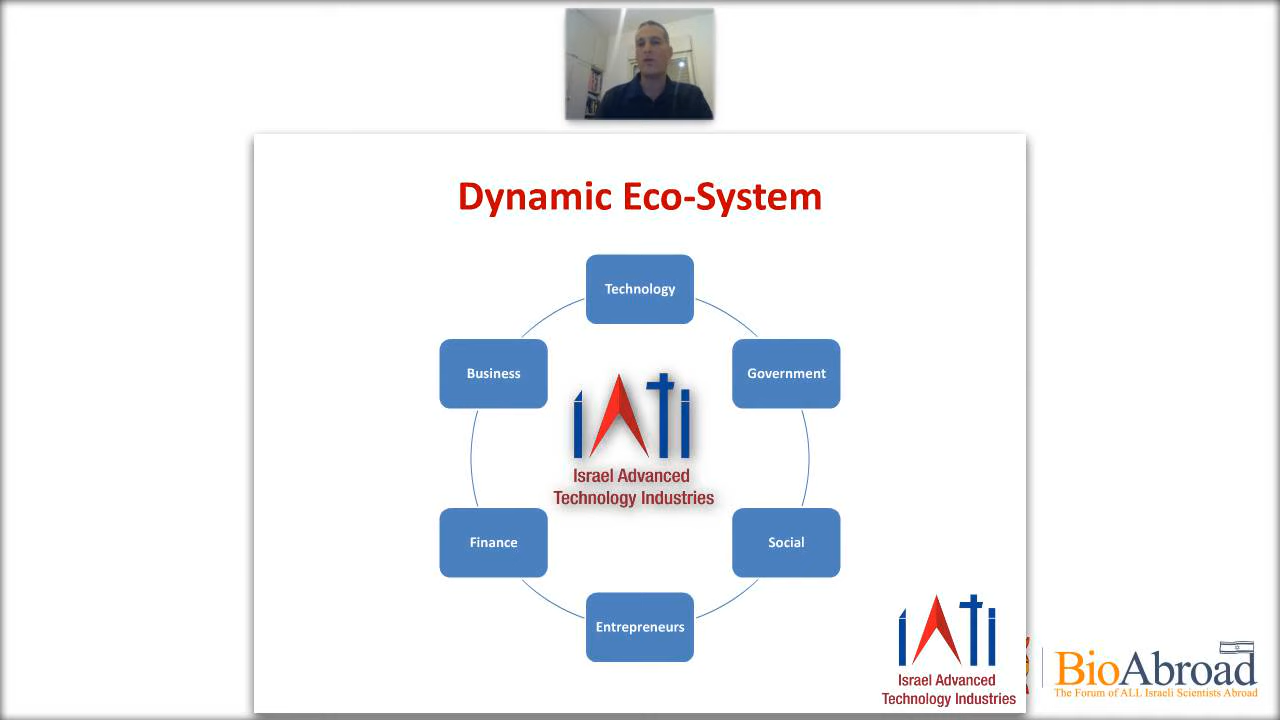 Dynamic Eco-System
Technology
Business
Government
iATi
Israel Advanced
Technology Industries
Finance
Social
Entrepreneurs
iATi
Israel Advanced
Technology Industries
BioAbroad
The Forum of ALL Israeli Scientists Abroad